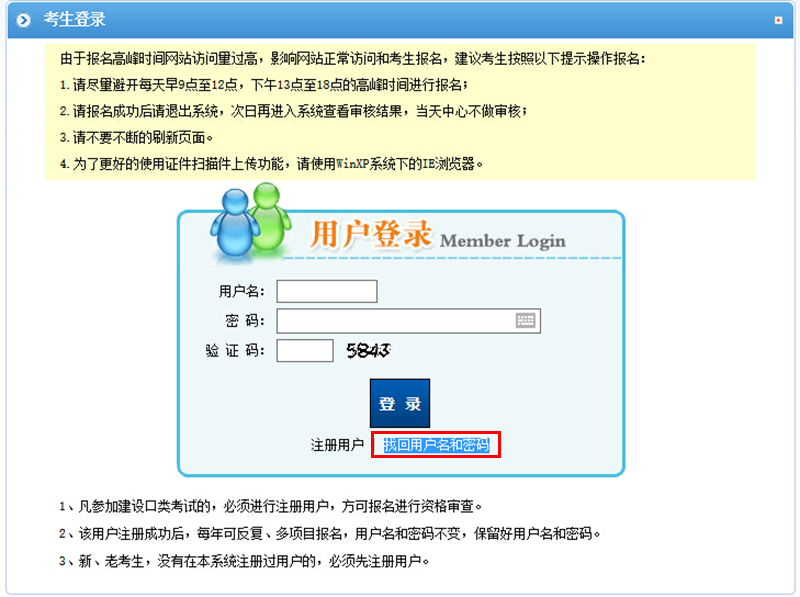 考生登录
由于报名高峰时间网站访问量过高，影响网站正常访问和考生报名，建议考生按照以下提示操作报名：
1.请尽量避开每天早9点至12点，下午13点至18点的高峰时间进行报名；
2.请报名成功后请退出系统，次日再进入系统查看审核结果，当天中心不做审核；
3.请不要不断的刷新页面。
4.为了更好的使用证件扫描件上传功能，请使用WinXP系统下的IE浏览器。
用户登录 Member Login
用户名：
密 码：
验 证 码： 5843
登 录
注册用户 找回用户名和密码
1、凡参加建设口类考试的，必须进行注册用户，方可报名进行资格审查。
2、该用户注册成功后，每年可反复、多项目报名，用户名和密码不变，保留好用户名和密码。
3、新、老考生，没有在本系统注册过用户的，必须先注册用户。